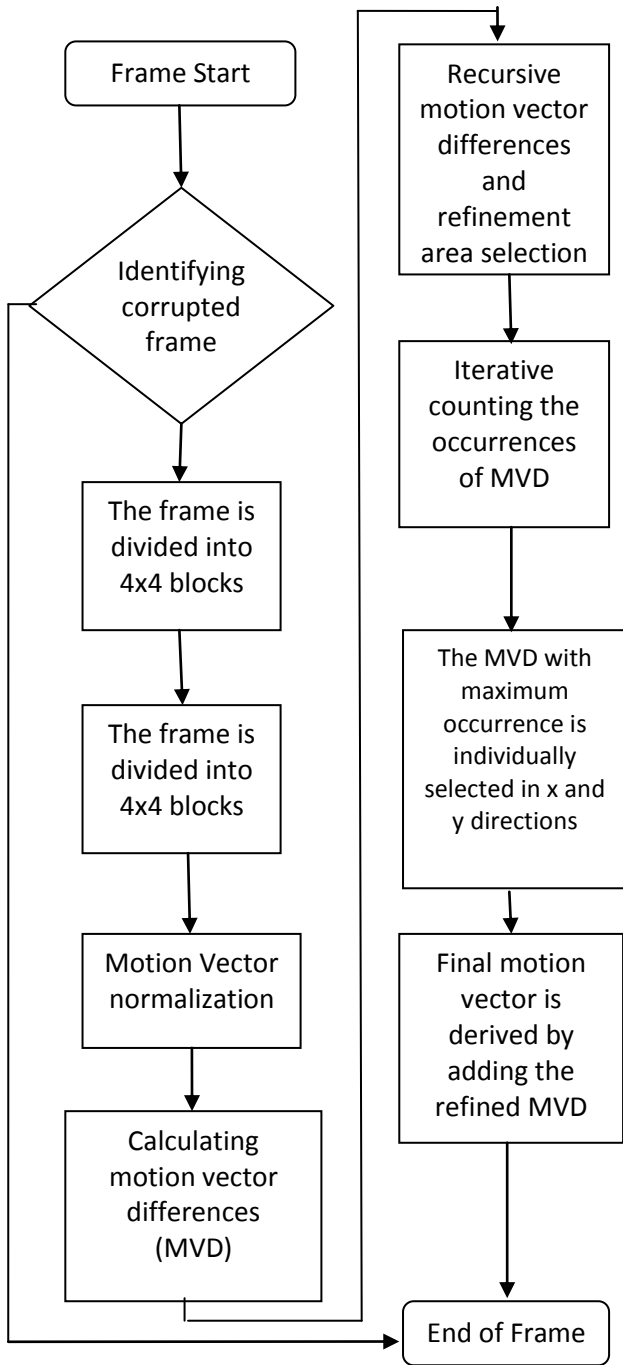 Frame Start
Identifying
corrupted
frame
The frame is
divided into
4x4 blocks
The frame is
divided into
4x4 blocks
Motion Vector
normalization
Calculating
motion vector
differences
(MVD)
Recursive
motion vector
differences
and
refinement
area selection
Iterative
counting the
occurrences
of MVD
The MVD with
maximum
occurrence is
individually
selected in x and
y directions
Final motion
vector is
derived by
adding the
refined MVD
End of Frame